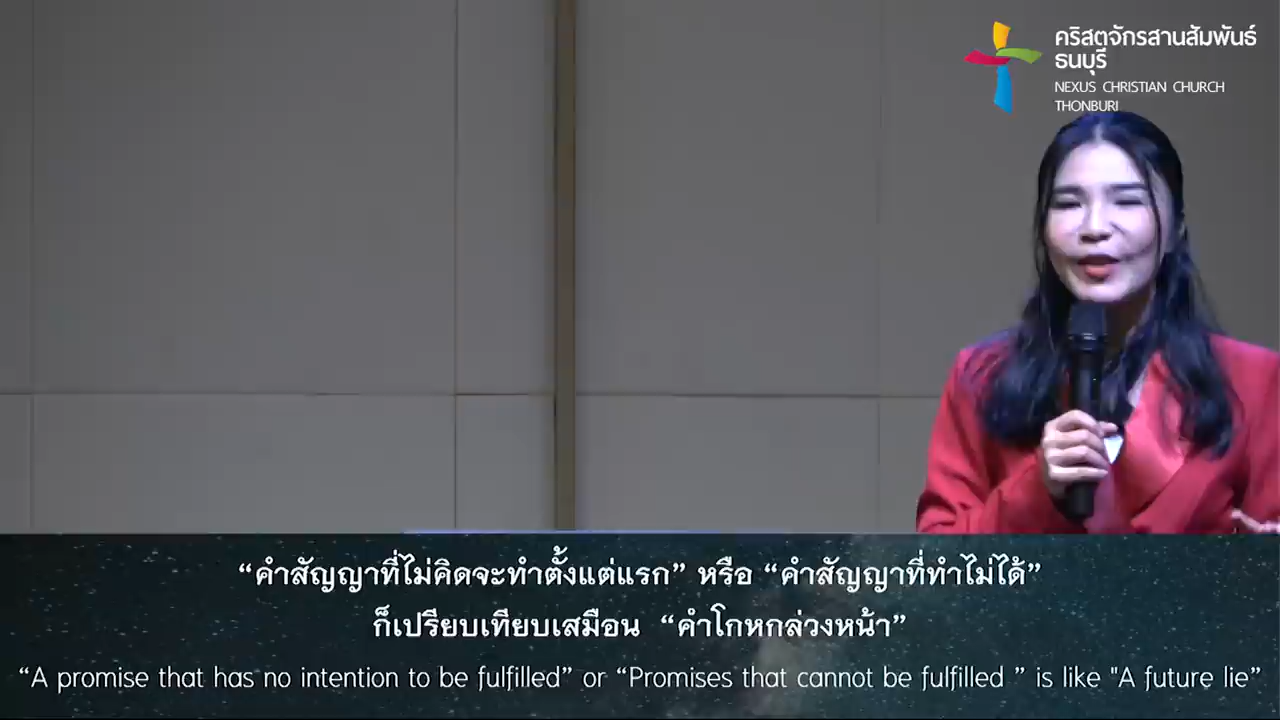 คริสตจักรสานสัมพันธ์
ธนบุรี
NEXUS CHRISTIAN CHURCH
THONBURI
“คำสัญญาที่ไม่คิดจะทำตั้งแต่แรก” หรือ “คำสัญญาที่ทำไม่ได้”
ก็เปรียบเทียบเสมือน “คำโกหกล่วงหน้า”
“A promise that has no intention to be fulfilled” or “Promises that cannot be fulfilled ” is like "A future lie”